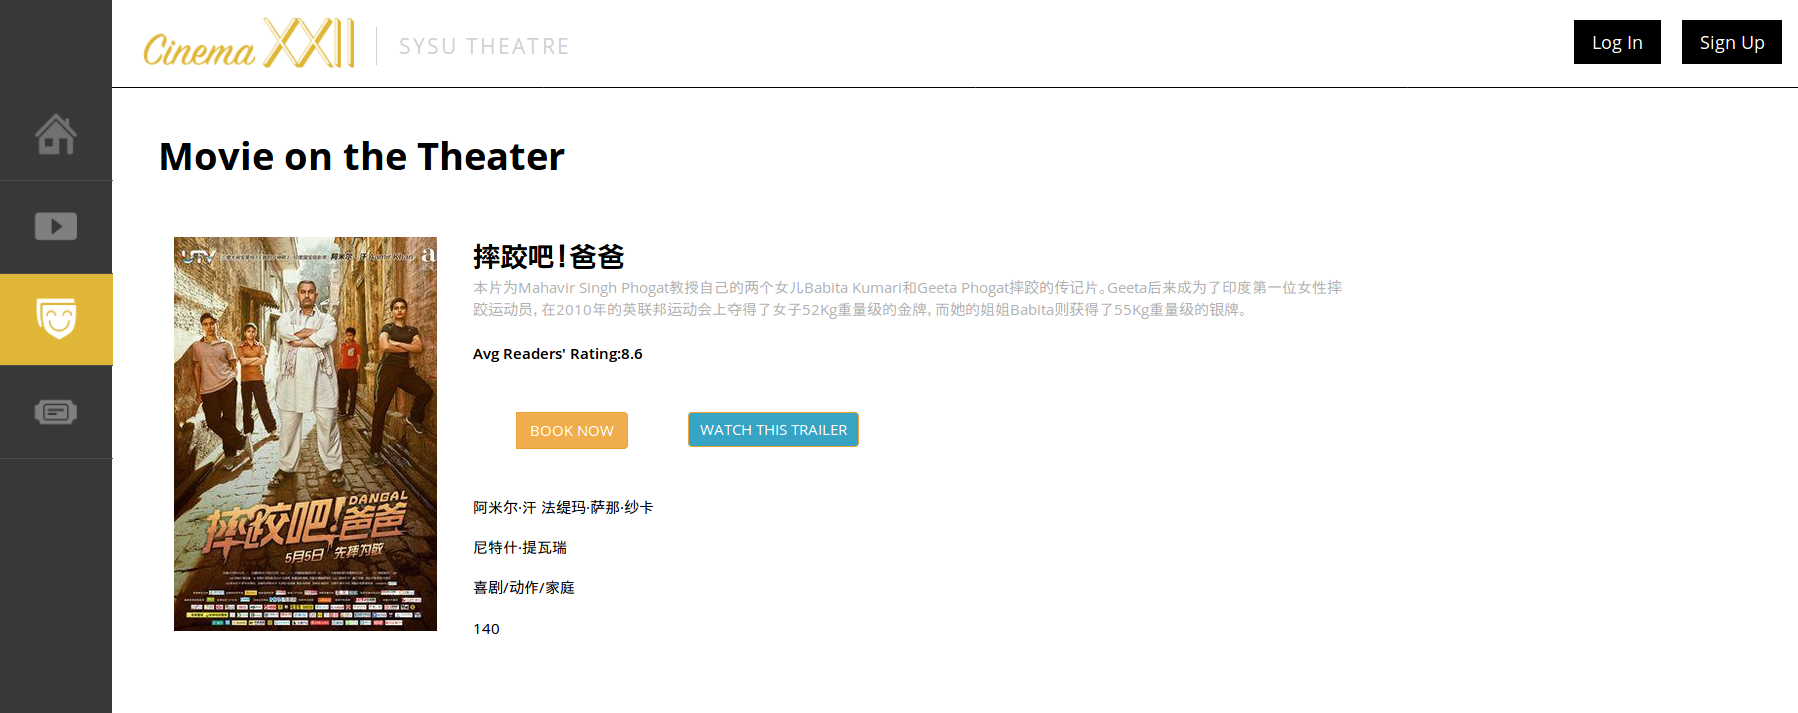 Cinema XXII
SYSU THEATRE
Log In
Sign Up
Movie on the Theater
UTV
阿米尔·汗 Aamir Khan
a
DANGAL
摔跤吧!爸爸
5月5日 先摔为敬
摔跤吧！爸爸
本片为Mahavir Singh Phogat教授自己的两个女儿Babita Kumari和Geeta Phogat摔跤的传记片。Geeta后来成为了印度第一位女性摔
跤运动员，在2010年的英联邦运动会上夺得了女子52Kg重量级的金牌，而她的姐姐Babita则获得了55Kg重量级的银牌。
Avg Readers' Rating:8.6
BOOK NOW
WATCH THIS TRAILER
阿米尔·汗 法缇玛·萨那·纱卡
尼特什·提瓦瑞
喜剧/动作/家庭
140